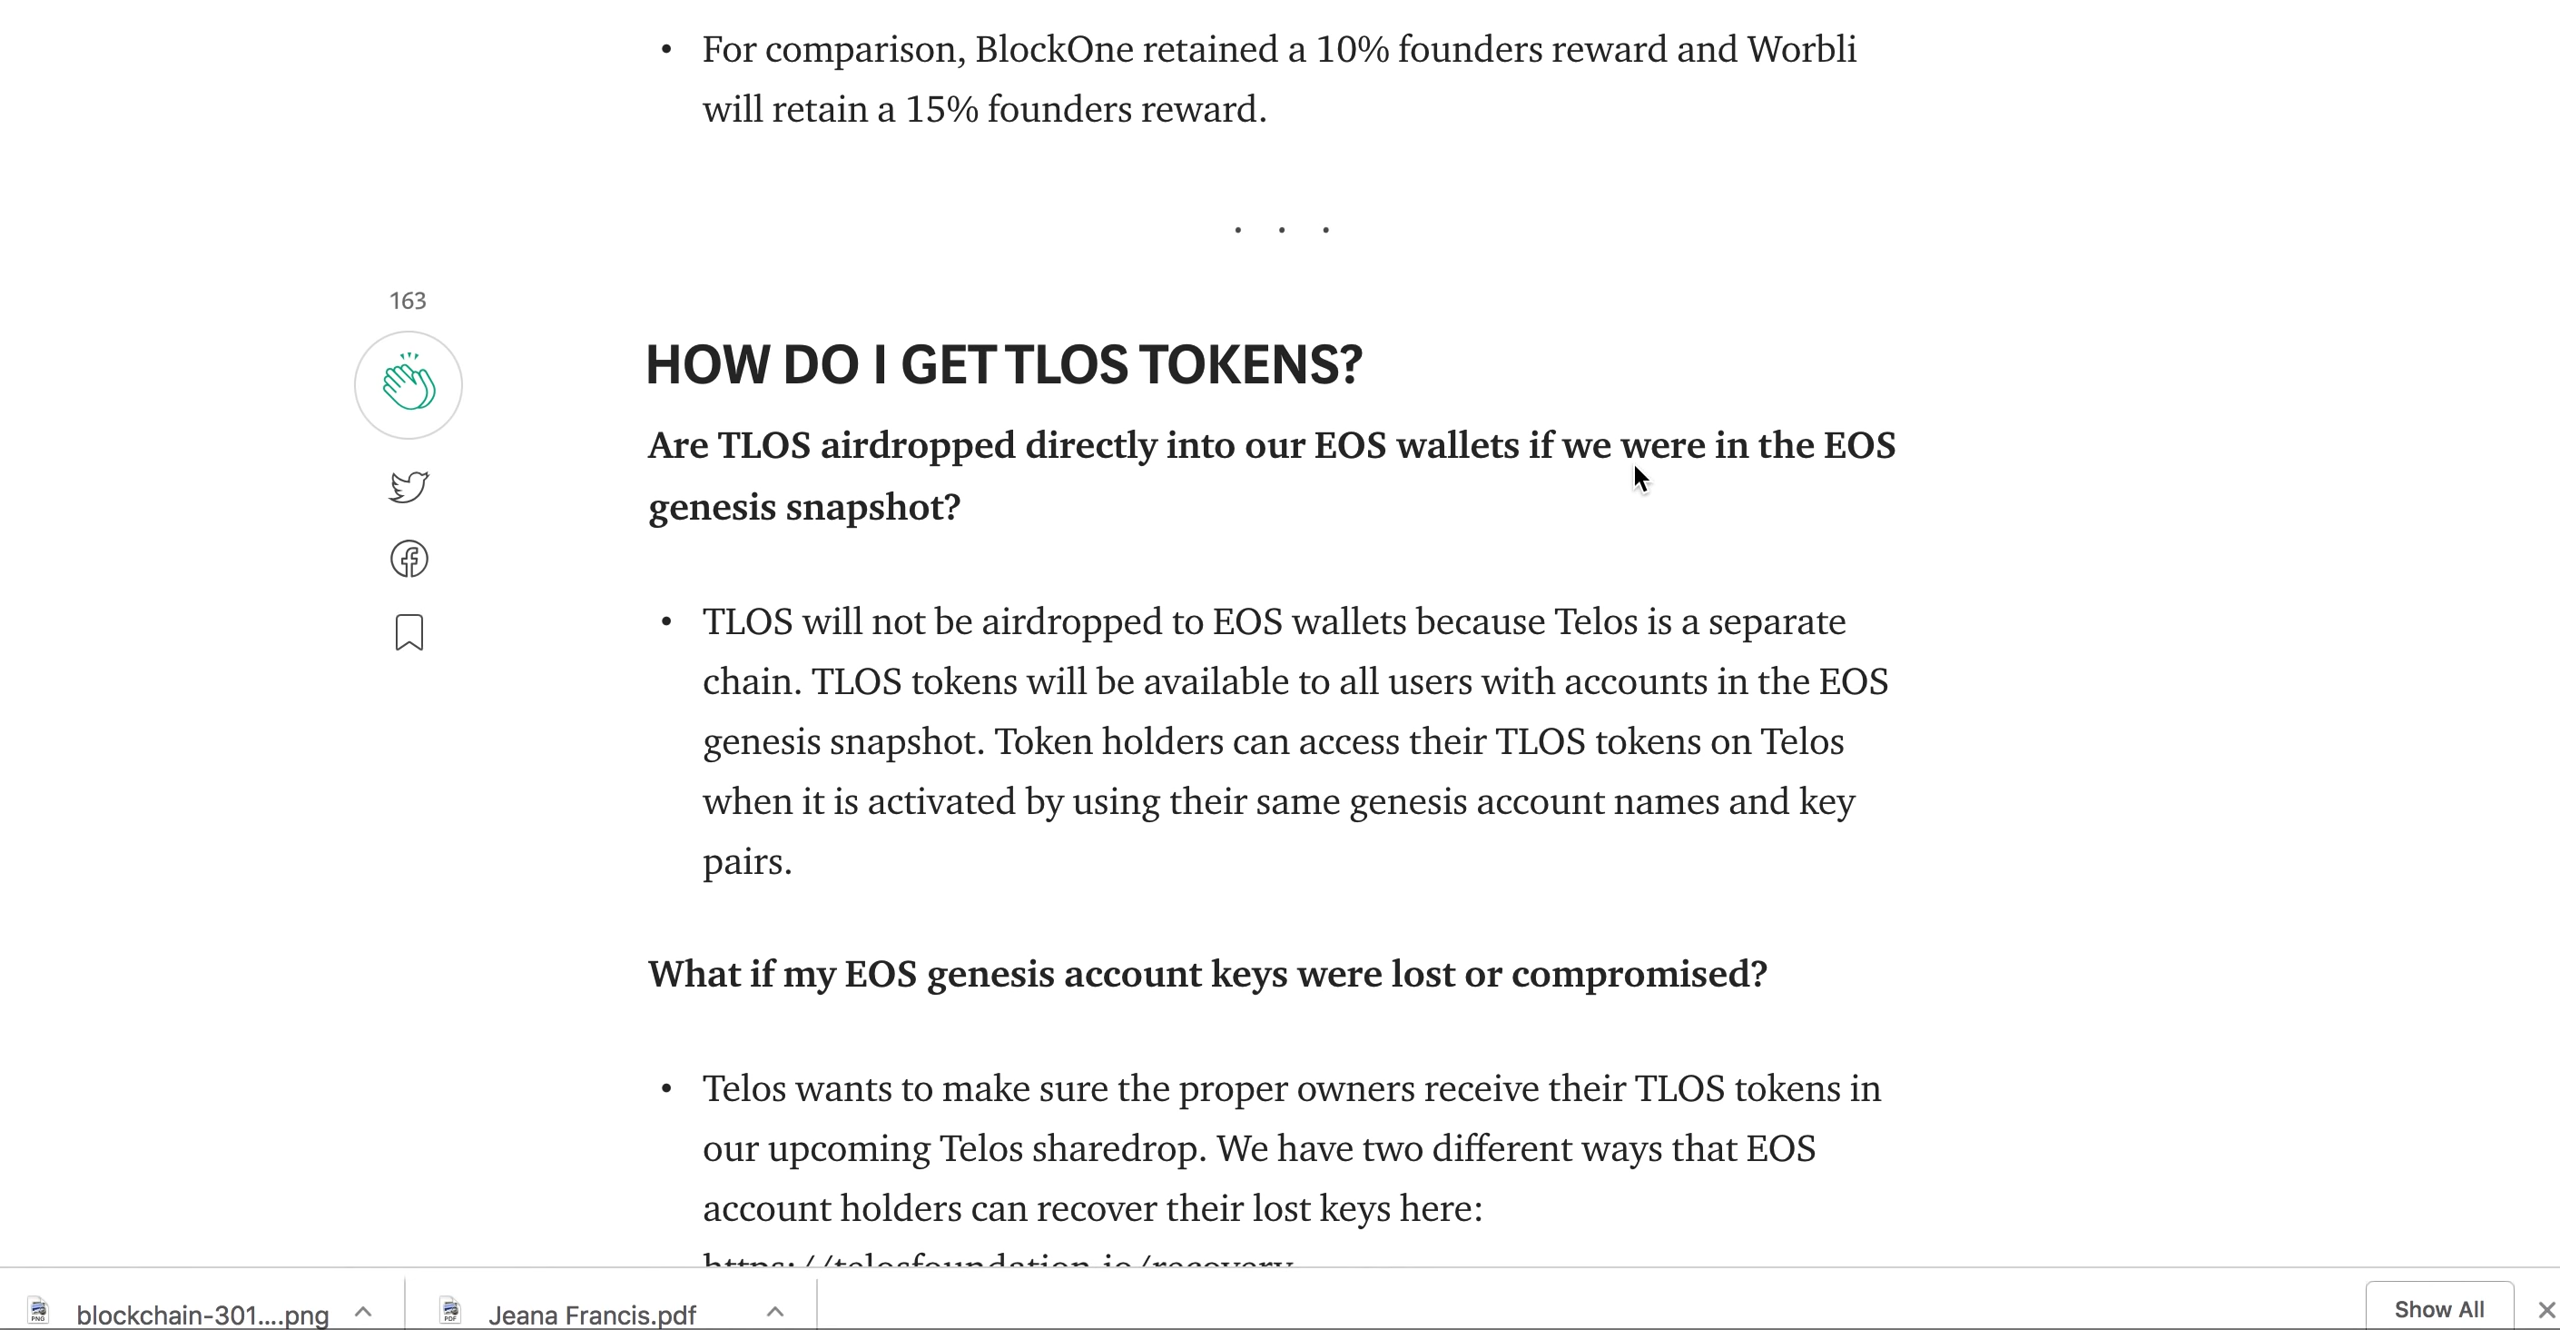 • For comparison, BlockOne retained a 10% founders reward and Worbli
will retain a 15% founders reward.
. . .
163
HOW DO I GET TLOS TOKENS?
Are TLOS airdropped directly into our EOS wallets if we were in the EOS
genesis snapshot?
• TLOS will not be airdropped to EOS wallets because Telos is a separate
chain. TLOS tokens will be available to all users with accounts in the EOS
genesis snapshot. Token holders can access their TLOS tokens on Telos
when it is activated by using their same genesis account names and key
pairs.
What if my EOS genesis account keys were lost or compromised?
• Telos wants to make sure the proper owners receive their TLOS tokens in
our upcoming Telos sharedrop. We have two different ways that EOS
account holders can recover their lost keys here:
https://telosfoundation.io/recovery
PNG blockchain-301....png
PDF Jeana Francis.pdf
Show All